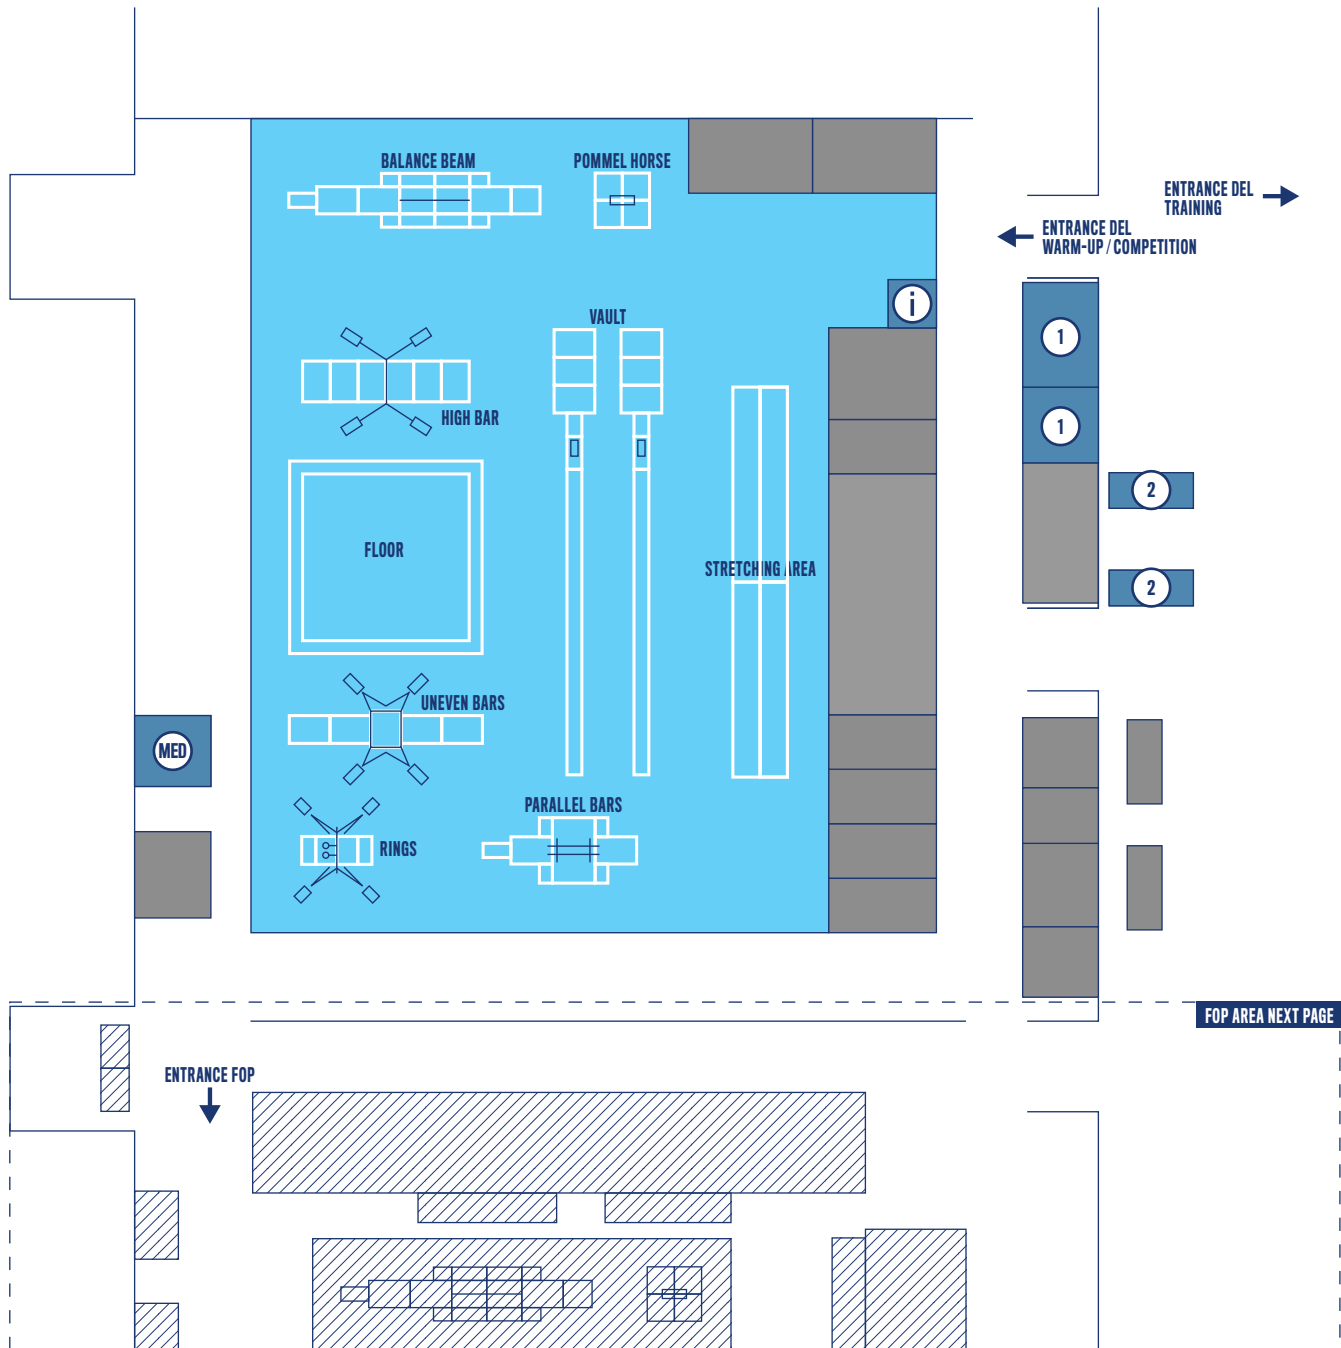 BALANCE BEAM
POMMEL HORSE
ENTRANCE DEL
TRAINING
ENTRANCE DEL
WARM-UP / COMPETITION
i
VAULT
1
HIGH BAR
1
2
FLOOR
STRETCHING AREA
2
UNEVEN BARS
MED
PARALLEL BARS
RINGS
FOP AREA NEXT PAGE
ENTRANCE FOP